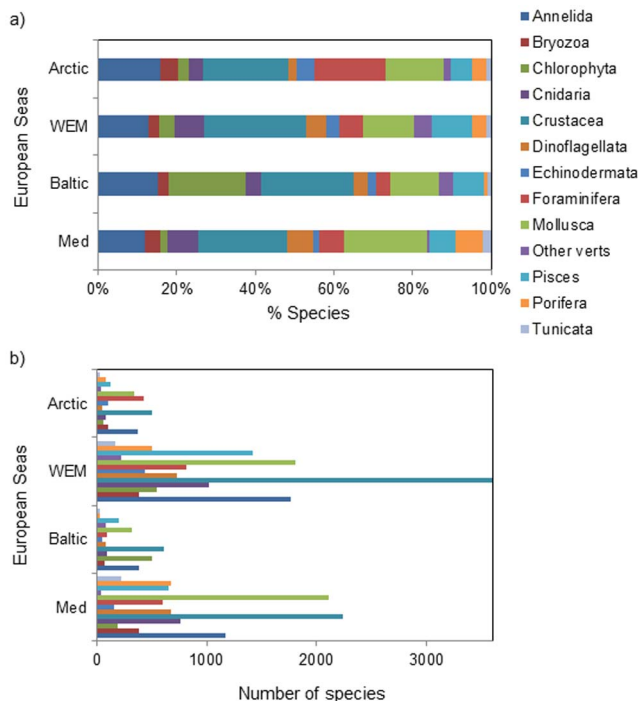 a)
European Seas
Arctic
WEM
Baltic
Med
0% 20% 40% 60% 80% 100%
% Species
Annelida
Bryozoa
Chlorophyta
Cnidaria
Crustacea
Dinoflagellata
Echinodermata
Foraminifera
Mollusca
Other verts
Pisces
Porifera
Tunicata
b)
European Seas
Arctic
WEM
Baltic
Med
0 1000 2000 3000
Number of species